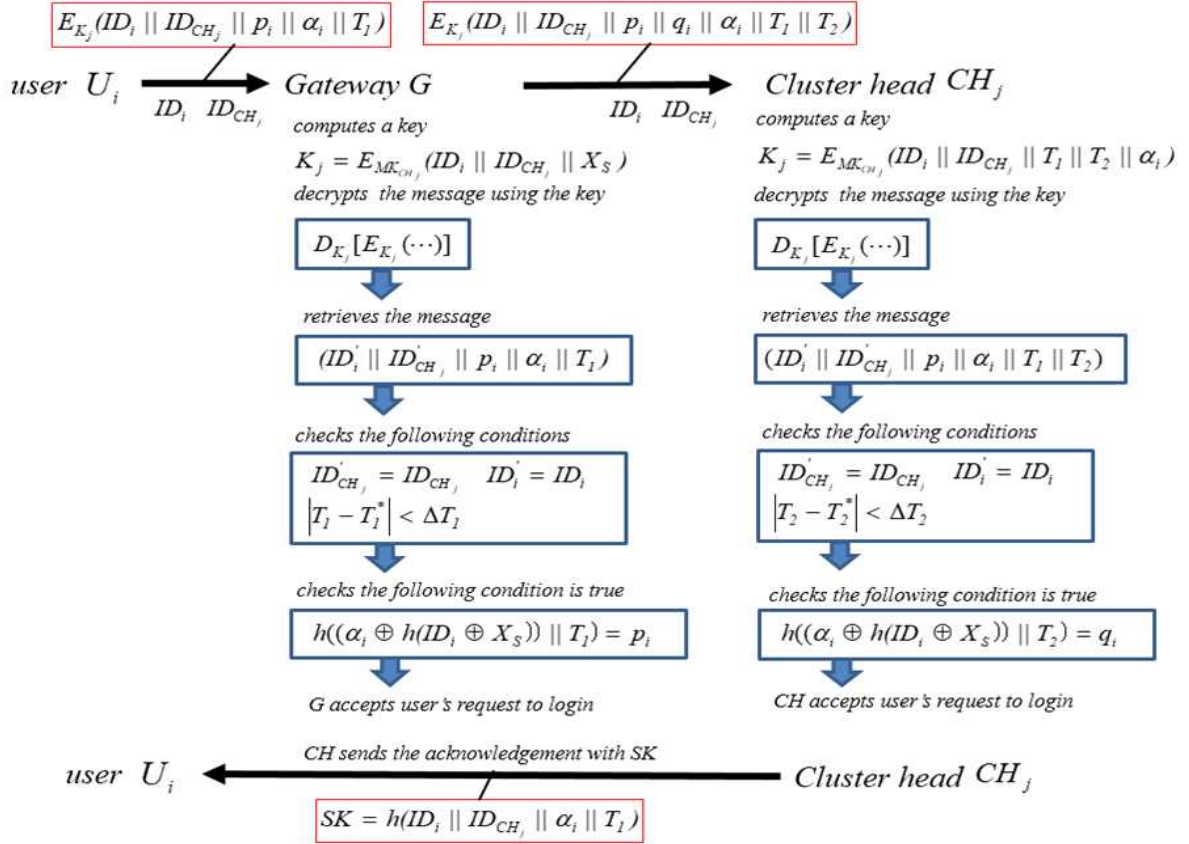 E_{K_j}(ID_i || ID_{CH_j} || p_i || α_i || T_1)
E_{K_j}(ID_i || ID_{CH_j} || p_i || q_i || α_i || T_1 || T_2)
user U_i
Gateway G
Cluster head CH_j
ID_i ID_{CH_j}
ID_i ID_{CH_j}
computes a key
K_j = E_{MK_{CH_j}}(ID_i || ID_{CH_j} || X_S)
decrypts the message using the key
D_{K_j}[E_{K_j}(⋯)]
retrieves the message
(ID_i' || ID'_{CH_j} || p_i || α_i || T_1)
checks the following conditions
ID'_{CH_j} = ID_{CH_j} ID_i' = ID_i
|T_1 − T_1^*| < ΔT_1
checks the following condition is true
h((α_i ⊕ h(ID_i ⊕ X_S)) || T_1) = p_i
G accepts user's request to login
computes a key
K_j = E_{MK_{CH_j}}(ID_i || ID_{CH_j} || T_1 || T_2 || α_i)
decrypts the message using the key
D_{K_j}[E_{K_j}(⋯)]
retrieves the message
(ID_i' || ID'_{CH_j} || p_i || α_i || T_1 || T_2)
checks the following conditions
ID'_{CH_j} = ID_{CH_j} ID_i' = ID_i
|T_2 − T_2^*| < ΔT_2
checks the following condition is true
h((α_i ⊕ h(ID_i ⊕ X_S)) || T_2) = q_i
CH accepts user's request to login
CH sends the acknowledgement with SK
user U_i
Cluster head CH_j
SK = h(ID_i || ID_{CH_j} || α_i || T_1)